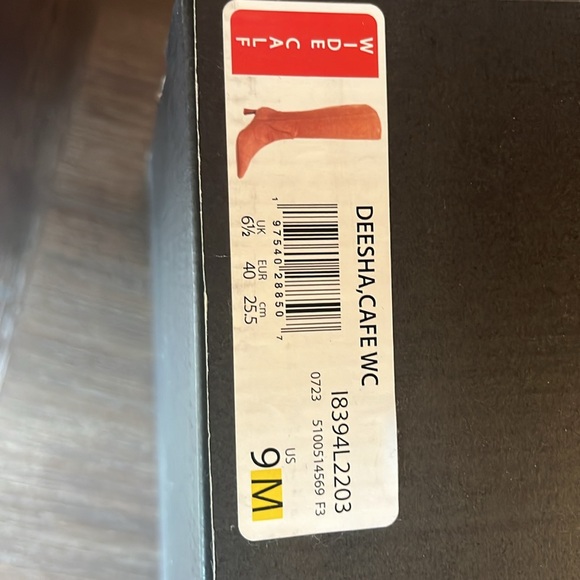 WIDE
CALF
DEESHA,CAFE WC
I8394L2203
0723 5100514569 F3
1 97540 28850 7
UK EUR cm
6½ 40 25.5
US
9 M